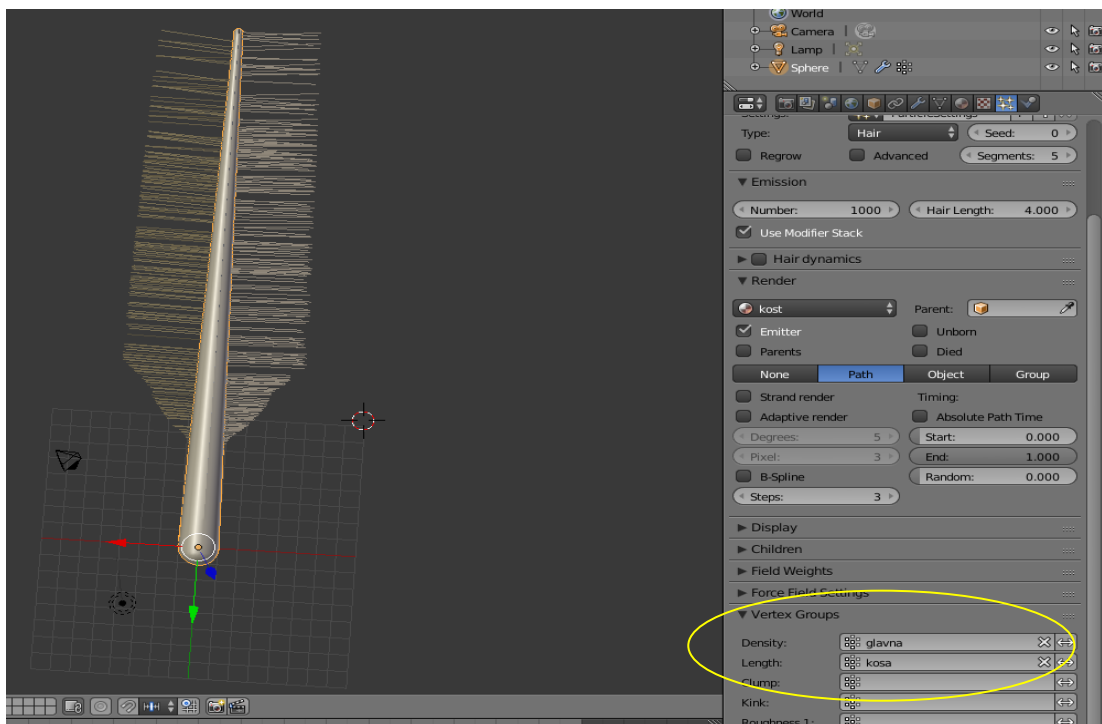 World
Camera
Lamp
Sphere
Type: Hair Seed: 0
Regrow Advanced Segments: 5
Emission
Number: 1000 Hair Length: 4.000
Use Modifier Stack
Hair dynamics
Render
kost Parent:
Emitter Unborn
Parents Died
None Path Object Group
Strand render Timing:
Adaptive render Absolute Path Time
Degrees: 5 Start: 0.000
Pixel: 3 End: 1.000
B-Spline Random: 0.000
Steps: 3
Display
Children
Field Weights
Force Field Settings
Vertex Groups
Density: glavna
Length: kosa
Clump:
Kink:
Roughness 1: